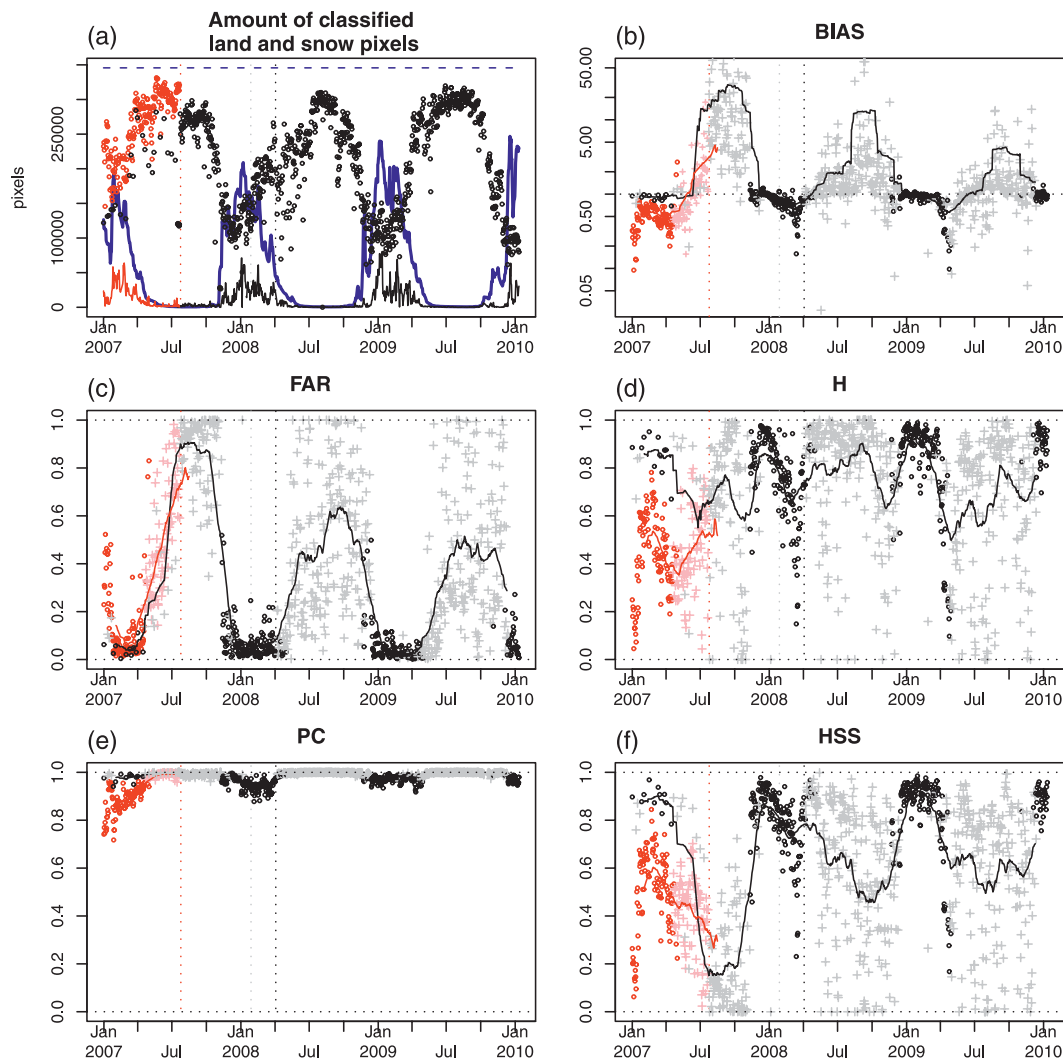 (a)
Amount of classified
land and snow pixels
pixels
0
100000
250000
Jan Jan Jan Jan
2007 Jul 2008 Jul 2009 Jul 2010
(b)
BIAS
0.05
0.50
5.00
50.00
Jan Jan Jan Jan
2007 Jul 2008 Jul 2009 Jul 2010
(c)
FAR
0.0
0.2
0.4
0.6
0.8
1.0
Jan Jan Jan Jan
2007 Jul 2008 Jul 2009 Jul 2010
(d)
H
0.0
0.2
0.4
0.6
0.8
1.0
Jan Jan Jan Jan
2007 Jul 2008 Jul 2009 Jul 2010
(e)
PC
0.0
0.2
0.4
0.6
0.8
1.0
Jan Jan Jan Jan
2007 Jul 2008 Jul 2009 Jul 2010
(f)
HSS
0.0
0.2
0.4
0.6
0.8
1.0
Jan Jan Jan Jan
2007 Jul 2008 Jul 2009 Jul 2010